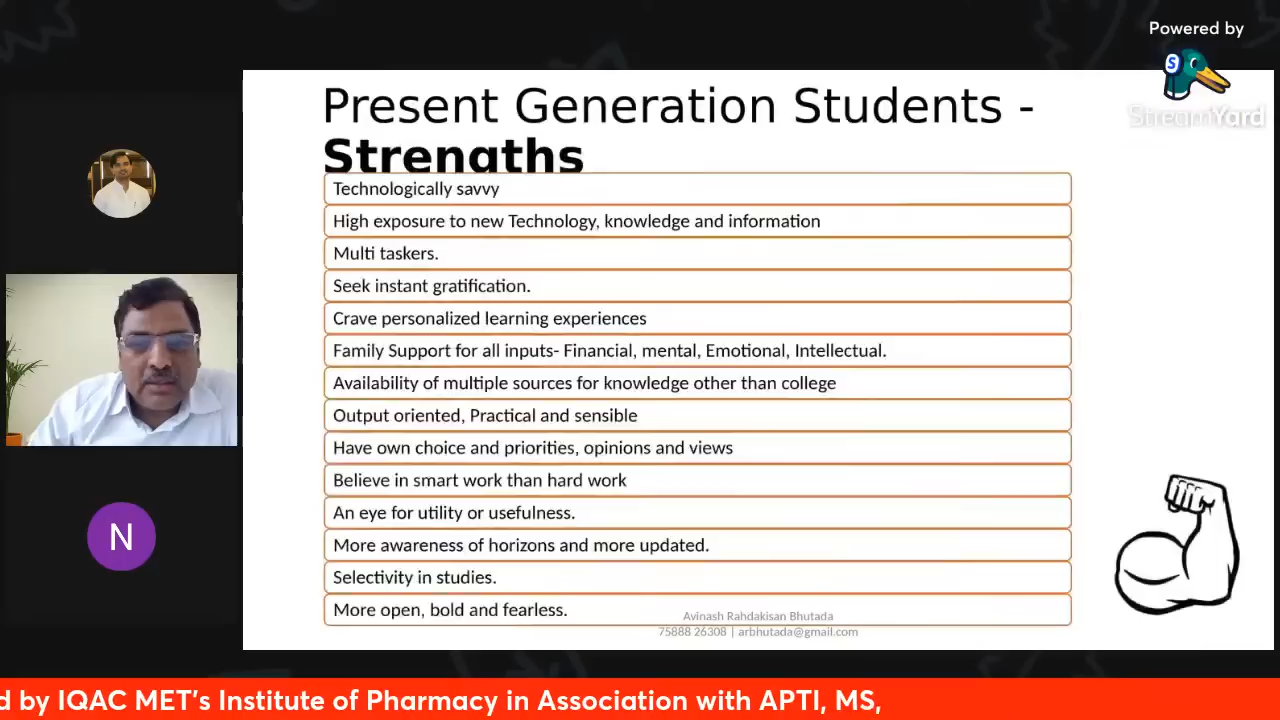 Powered by
S
StreamYard
Present Generation Students -
Strengths
Technologically savvy
High exposure to new Technology, knowledge and information
Multi taskers.
Seek instant gratification.
Crave personalized learning experiences
Family Support for all inputs- Financial, mental, Emotional, Intellectual.
Availability of multiple sources for knowledge other than college
Output oriented, Practical and sensible
Have own choice and priorities, opinions and views
Believe in smart work than hard work
An eye for utility or usefulness.
More awareness of horizons and more updated.
Selectivity in studies.
More open, bold and fearless.
Avinash Rahdakisan Bhutada
75888 26308 | arbhutada@gmail.com
N
d by IQAC MET's Institute of Pharmacy in Association with APTI, MS,